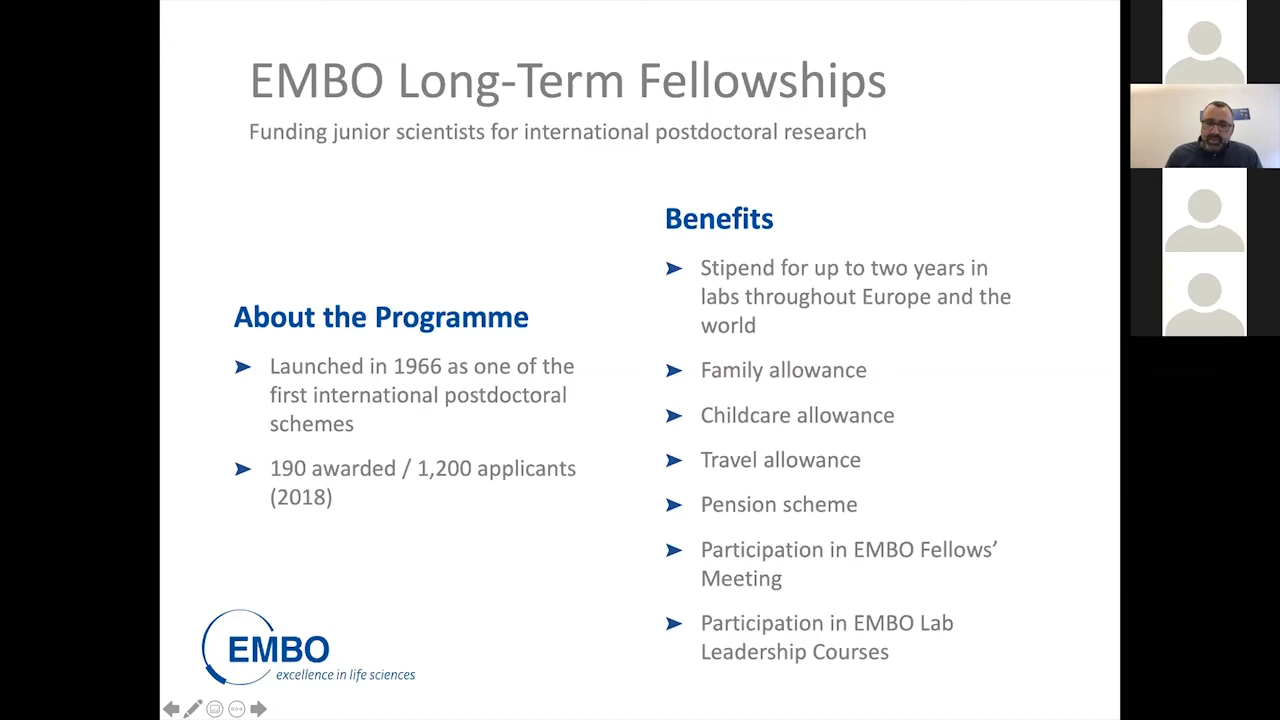 EMBO Long-Term Fellowships
Funding junior scientists for international postdoctoral research
About the Programme
➤ Launched in 1966 as one of the
first international postdoctoral
schemes
➤ 190 awarded / 1,200 applicants
(2018)
Benefits
➤ Stipend for up to two years in
labs throughout Europe and the
world
➤ Family allowance
➤ Childcare allowance
➤ Travel allowance
➤ Pension scheme
➤ Participation in EMBO Fellows’
Meeting
➤ Participation in EMBO Lab
Leadership Courses
EMBO
excellence in life sciences